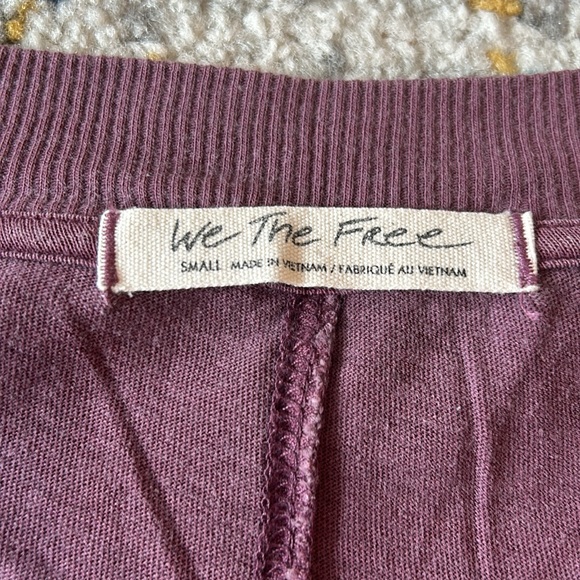 We The Free
SMALL MADE IN VIETNAM / FABRIQUÉ AU VIETNAM